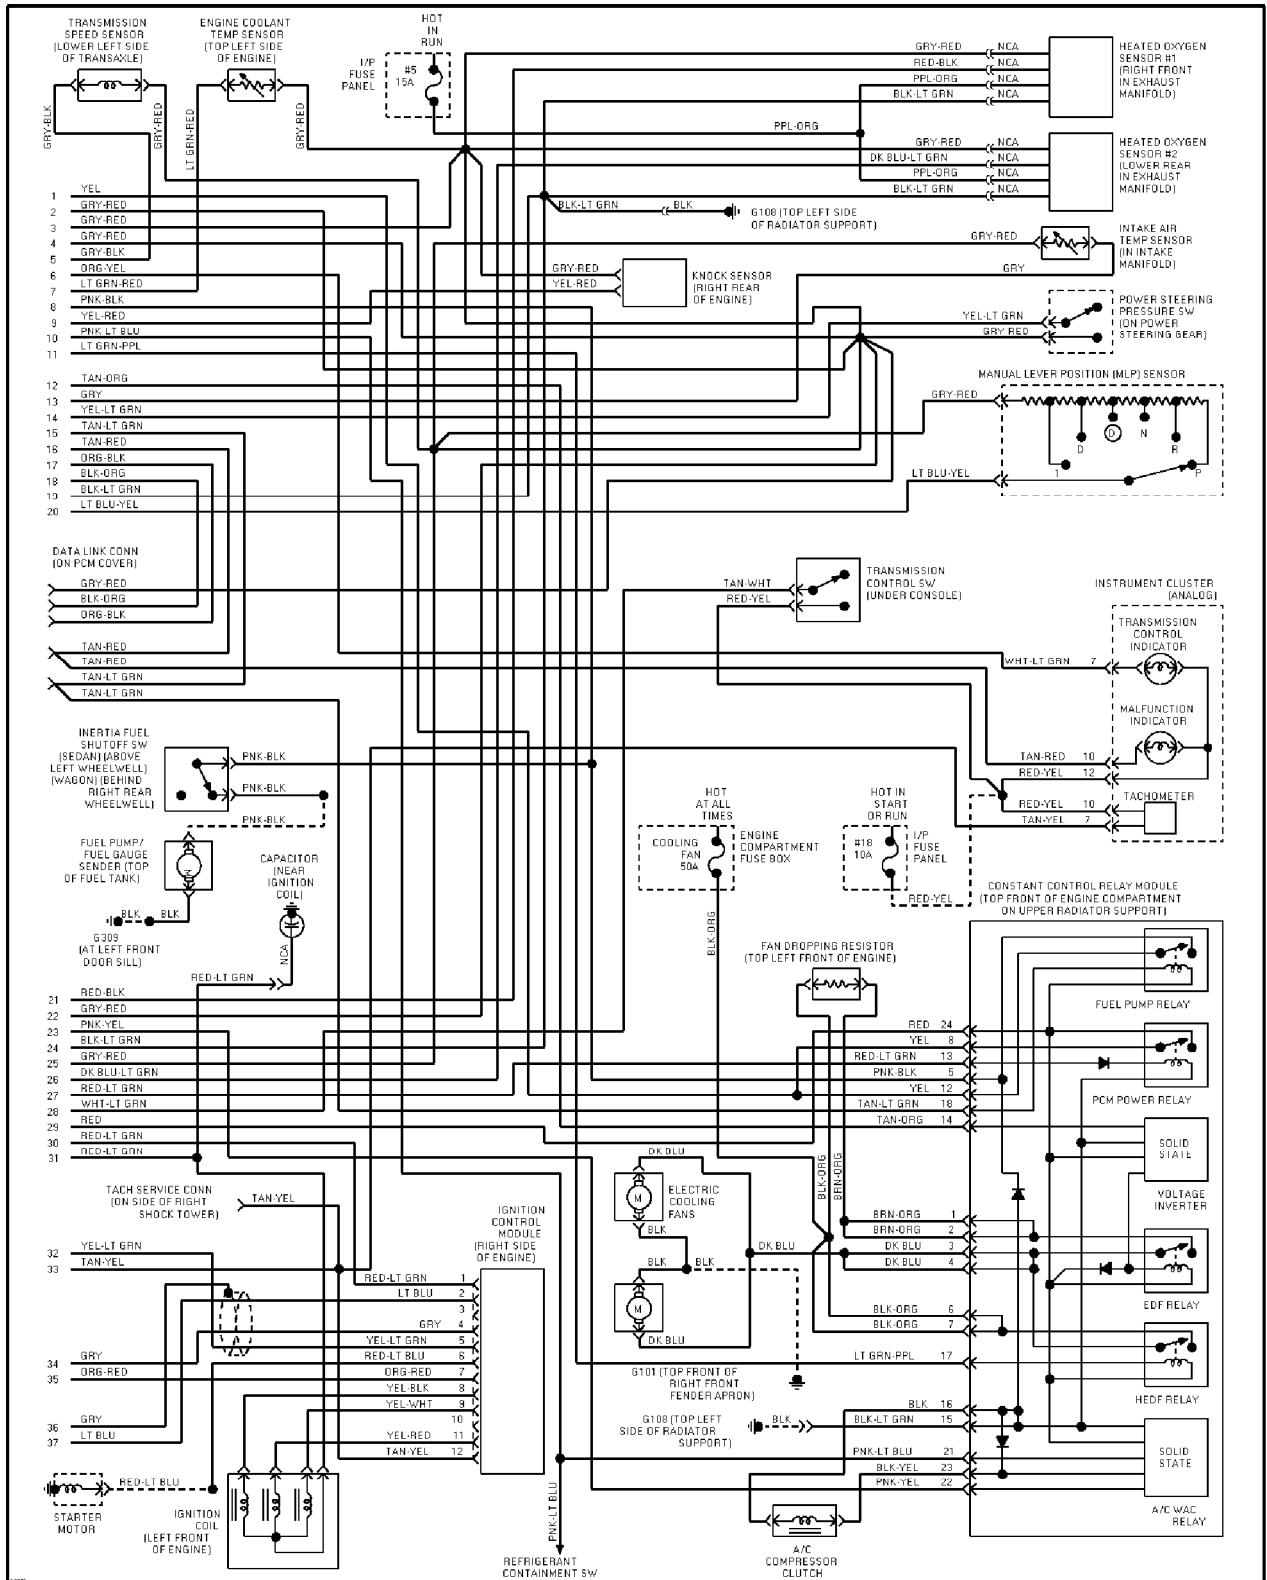 TRANSMISSION
SPEED SENSOR
(LOWER LEFT SIDE
OF TRANSAXLE)
ENGINE COOLANT
TEMP SENSOR
(TOP LEFT SIDE
OF ENGINE)
HOT
IN
RUN
I/P
FUSE
PANEL
#5
15A
GRY-BLK
GRY-RED
LT GRN-RED
GRY-RED
PPL-ORG
GRY-RED NCA
RED-BLK NCA
PPL-ORG NCA
BLK-LT GRN NCA
HEATED OXYGEN
SENSOR #1
(RIGHT FRONT
IN EXHAUST
MANIFOLD)
GRY-RED NCA
DK BLU-LT GRN NCA
PPL-ORG NCA
BLK-LT GRN NCA
HEATED OXYGEN
SENSOR #2
(LOWER REAR
IN EXHAUST
MANIFOLD)
BLK-LT GRN BLK
G108 (TOP LEFT SIDE
OF RADIATOR SUPPORT)
GRY-RED
GRY
INTAKE AIR
TEMP SENSOR
(IN INTAKE
MANIFOLD)
GRY-RED
YEL-RED
KNOCK SENSOR
(RIGHT REAR
OF ENGINE)
YEL-LT GRN
GRY RED
POWER STEERING
PRESSURE SW
(ON POWER
STEERING GEAR)
1 YEL
2 GRY-RED
3 GRY-RED
4 GRY-RED
5 GRY-BLK
6 ORG-YEL
7 LT GRN-RED
8 PNK-BLK
9 YEL-RED
10 PNK LT BLU
11 LT GRN-PPL
12 TAN-ORG
13 GRY
14 YEL-LT GRN
15 TAN-LT GRN
16 TAN-RED
17 ORG-BLK
18 BLK-ORG
19 BLK-LT GRN
20 LT BLU-YEL
MANUAL LEVER POSITION (MLP) SENSOR
GRY-RED
D D N R
1 P
LT BLU-YEL
DATA LINK CONN
(ON PCM COVER)
GRY-RED
BLK-ORG
ORG-BLK
TAN-RED
TAN-RED
TAN-LT GRN
TAN-LT GRN
TAN-WHT
RED-YEL
TRANSMISSION
CONTROL SW
(UNDER CONSOLE)
INSTRUMENT CLUSTER
(ANALOG)
TRANSMISSION
CONTROL
INDICATOR
WHT-LT GRN 7
MALFUNCTION
INDICATOR
TAN-RED 10
RED-YEL 12
TACHOMETER
RED-YEL 10
TAN-YEL 7
INERTIA FUEL
SHUTOFF SW
(SEDAN) (ABOVE
LEFT WHEELWELL)
(WAGON) (BEHIND
RIGHT REAR
WHEELWELL)
PNK-BLK
PNK-BLK
PNK-BLK
FUEL PUMP/
FUEL GAUGE
SENDER (TOP
OF FUEL TANK)
M
BLK BLK
G309
(AT LEFT FRONT
DOOR SILL)
CAPACITOR
(NEAR
IGNITION
COIL)
NCA
RED-LT GRN
HOT
AT ALL
TIMES
COOLING
FAN
50A
ENGINE
COMPARTMENT
FUSE BOX
HOT IN
START
OR RUN
#18
10A
I/P
FUSE
PANEL
RED-YEL
BLK-ORG
FAN DROPPING RESISTOR
(TOP LEFT FRONT OF ENGINE)
CONSTANT CONTROL RELAY MODULE
(TOP FRONT OF ENGINE COMPARTMENT
ON UPPER RADIATOR SUPPORT)
FUEL PUMP RELAY
PCM POWER RELAY
SOLID
STATE
VOLTAGE
INVERTER
EDF RELAY
HEDF RELAY
SOLID
STATE
A/C WAC
RELAY
21 RED-BLK
22 GRY-RED
23 PNK-YEL
24 BLK-LT GRN
25 GRY-RED
26 DK BLU-LT GRN
27 RED-LT GRN
28 WHT-LT GRN
29 RED
30 RED-LT GRN
31 RED-LT GRN
RED 24
YEL 8
RED-LT GRN 13
PNK-BLK 5
YEL 12
TAN-LT GRN 18
TAN-ORG 14
BRN-ORG 1
BRN-ORG 2
DK BLU 3
DK BLU 4
BLK-ORG 6
BLK-ORG 7
LT GRN-PPL 17
BLK 16
BLK-LT GRN 15
PNK-LT BLU 21
BLK-YEL 23
PNK-YEL 22
BLK-ORG
BRN-ORG
DK BLU
M
ELECTRIC
COOLING
FANS
BLK
BLK BLK
M
DK BLU
DK BLU
G101 (TOP FRONT OF
RIGHT FRONT
FENDER APRON)
G108 (TOP LEFT
SIDE OF RADIATOR
SUPPORT)
BLK
A/C
COMPRESSOR
CLUTCH
TACH SERVICE CONN
(ON SIDE OF RIGHT
SHOCK TOWER)
TAN-YEL
32 YEL-LT GRN
33 TAN-YEL
34 GRY
35 ORG-RED
36 GRY
37 LT BLU
IGNITION
CONTROL
MODULE
(RIGHT SIDE
OF ENGINE)
RED-LT GRN 1
LT BLU 2
3
GRY 4
YEL-LT GRN 5
RED-LT BLU 6
ORG-RED 7
YEL-BLK 8
YEL-WHT 9
10
YEL-RED 11
TAN-YEL 12
RED-LT BLU
STARTER
MOTOR
IGNITION
COIL
(LEFT FRONT
OF ENGINE)
PNK-LT BLU
REFRIGERANT
CONTAINMENT SW